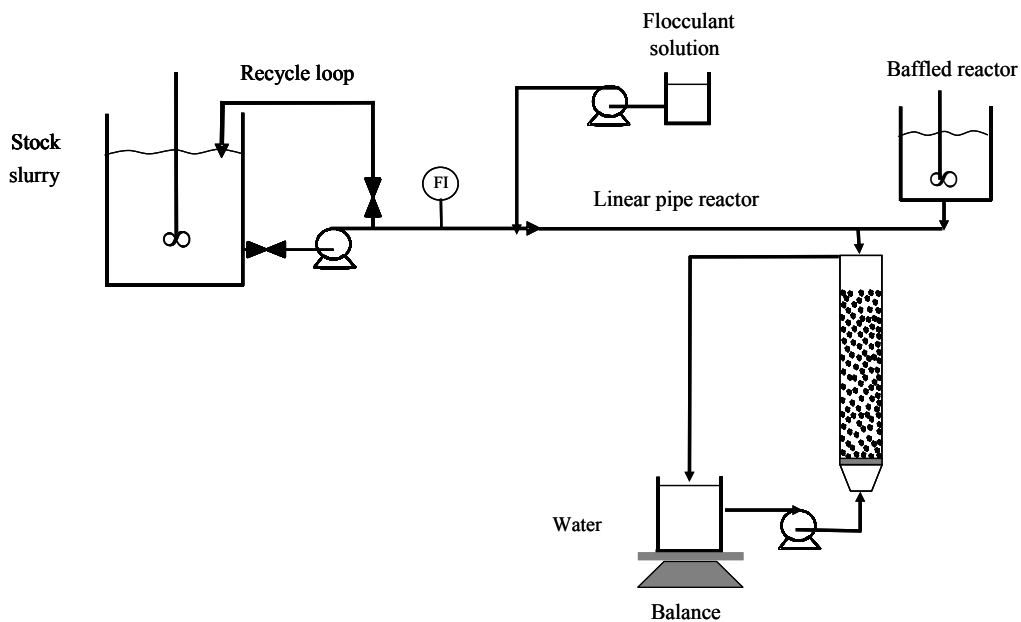 Flocculant
solution
Baffled reactor
Recycle loop
Stock
slurry
FI
Linear pipe reactor
Water
Balance